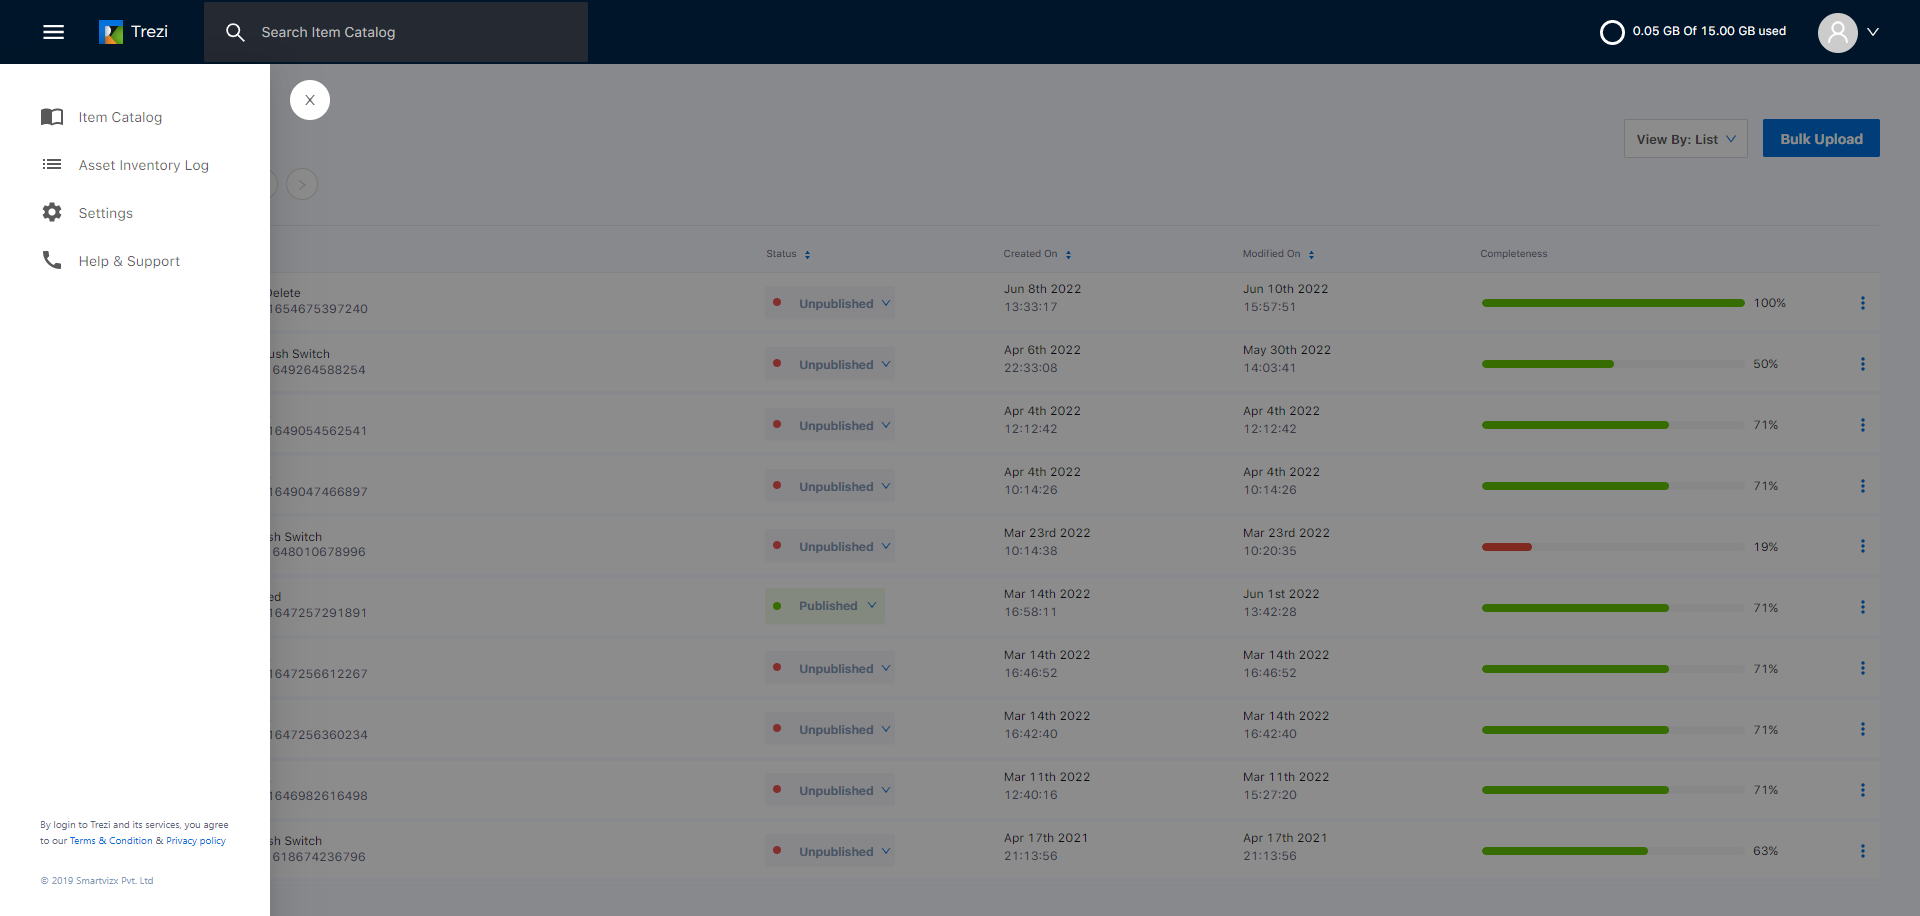 Trezi
Search Item Catalog
0.05 GB Of 15.00 GB used
X
Item Catalog
Asset Inventory Log
Settings
Help & Support
By login to Trezi and its services, you agree
to our Terms & Condition & Privacy policy
© 2019 Smartvizx Pvt. Ltd
View By: List
Bulk Upload
Status Created On Modified On Completeness
Delete
1654675397240
Unpublished
Jun 8th 2022
13:33:17
Jun 10th 2022
15:57:51
100%
ush Switch
649264588254
Unpublished
Apr 6th 2022
22:33:08
May 30th 2022
14:03:41
50%
1649054562541
Unpublished
Apr 4th 2022
12:12:42
Apr 4th 2022
12:12:42
71%
1649047466897
Unpublished
Apr 4th 2022
10:14:26
Apr 4th 2022
10:14:26
71%
sh Switch
648010678996
Unpublished
Mar 23rd 2022
10:14:38
Mar 23rd 2022
10:20:35
19%
ed
1647257291891
Published
Mar 14th 2022
16:58:11
Jun 1st 2022
13:42:28
71%
1647256612267
Unpublished
Mar 14th 2022
16:46:52
Mar 14th 2022
16:46:52
71%
1647256360234
Unpublished
Mar 14th 2022
16:42:40
Mar 14th 2022
16:42:40
71%
1646982616498
Unpublished
Mar 11th 2022
12:40:16
Mar 11th 2022
15:27:20
71%
sh Switch
618674236796
Unpublished
Apr 17th 2021
21:13:56
Apr 17th 2021
21:13:56
63%